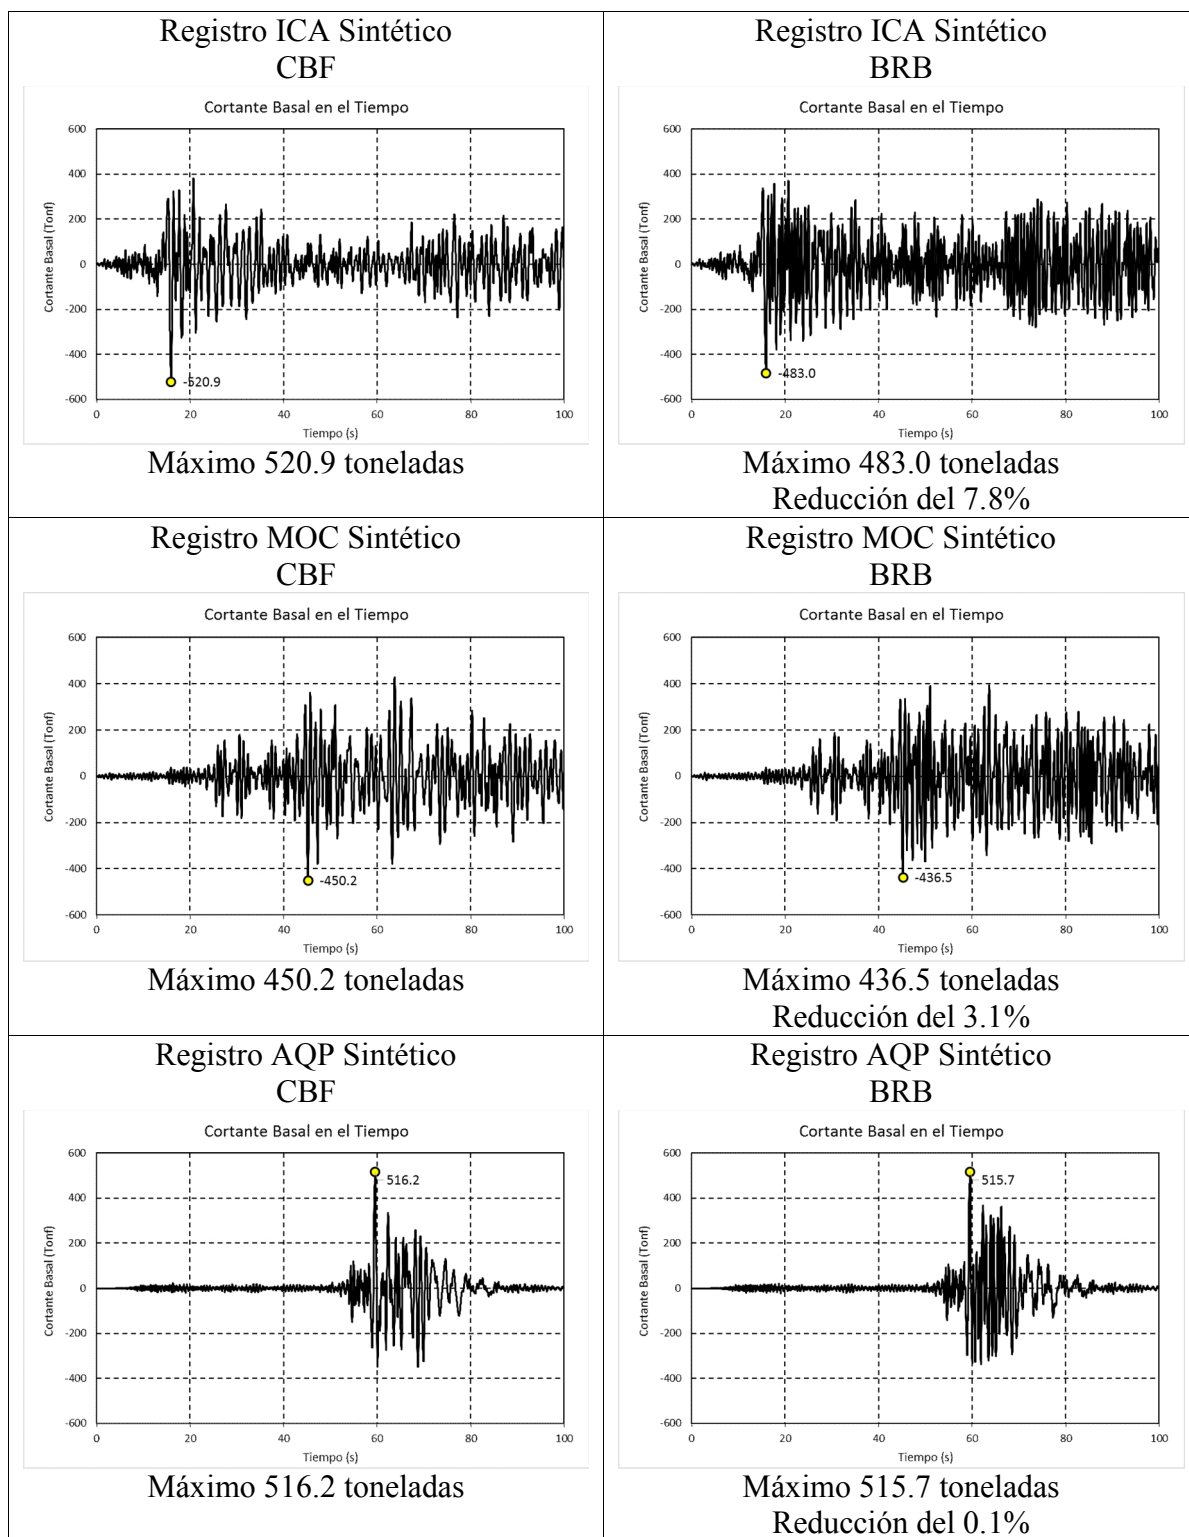 Registro ICA Sintético
CBF
Cortante Basal en el Tiempo
Cortante Basal (Tonf)
600
400
200
0
-200
-400
-600
-520.9
0 20 40 60 80 100
Tiempo (s)
Máximo 520.9 toneladas
Registro ICA Sintético
BRB
Cortante Basal en el Tiempo
Cortante Basal (Tonf)
600
400
200
0
-200
-400
-600
-483.0
0 20 40 60 80 100
Tiempo (s)
Máximo 483.0 toneladas
Reducción del 7.8%
Registro MOC Sintético
CBF
Cortante Basal en el Tiempo
Cortante Basal (Tonf)
600
400
200
0
-200
-400
-600
-450.2
0 20 40 60 80 100
Tiempo (s)
Máximo 450.2 toneladas
Registro MOC Sintético
BRB
Cortante Basal en el Tiempo
Cortante Basal (Tonf)
600
400
200
0
-200
-400
-600
-436.5
0 20 40 60 80 100
Tiempo (s)
Máximo 436.5 toneladas
Reducción del 3.1%
Registro AQP Sintético
CBF
Cortante Basal en el Tiempo
Cortante Basal (Tonf)
600
400
200
0
-200
-400
-600
516.2
0 20 40 60 80 100
Tiempo (s)
Máximo 516.2 toneladas
Registro AQP Sintético
BRB
Cortante Basal en el Tiempo
Cortante Basal (Tonf)
600
400
200
0
-200
-400
-600
515.7
0 20 40 60 80 100
Tiempo (s)
Máximo 515.7 toneladas
Reducción del 0.1%